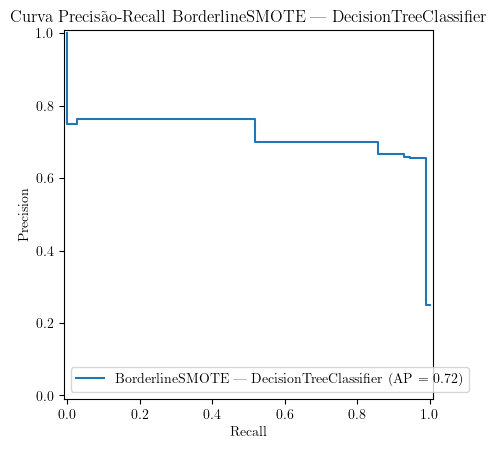 Curva Precisão-Recall BorderlineSMOTE — DecisionTreeClassifier
1.0
0.8
0.6
0.4
0.2
0.0
Precision
BorderlineSMOTE — DecisionTreeClassifier (AP = 0.72)
0.0 0.2 0.4 0.6 0.8 1.0
Recall